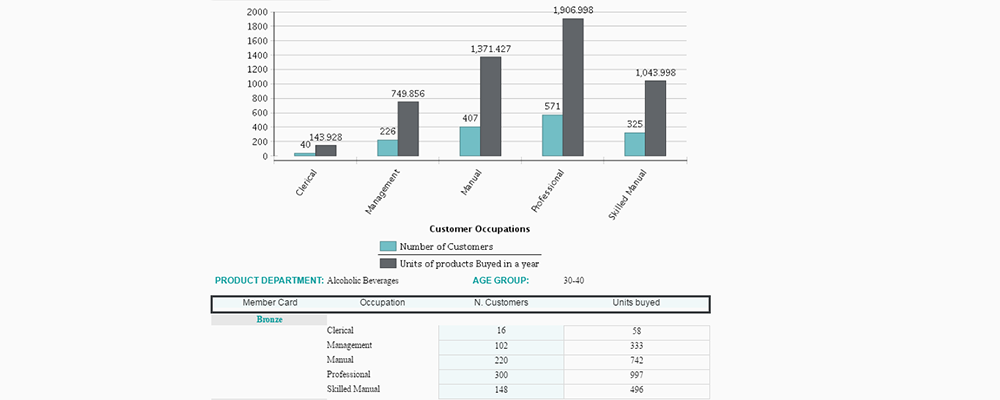 2000
1800
1600
1400
1200
1000
800
600
400
200
0
40
143.928
226
749.856
407
1,371.427
571
1,906.998
325
1,043.998
Clerical
Management
Manual
Professional
Skilled Manual
Customer Occupations
Number of Customers
Units of products Buyed in a year
PRODUCT DEPARTMENT: Alcoholic Beverages AGE GROUP: 30-40
Member Card Occupation N. Customers Units buyed
Bronze
Clerical 16 58
Management 102 333
Manual 220 742
Professional 300 997
Skilled Manual 148 496